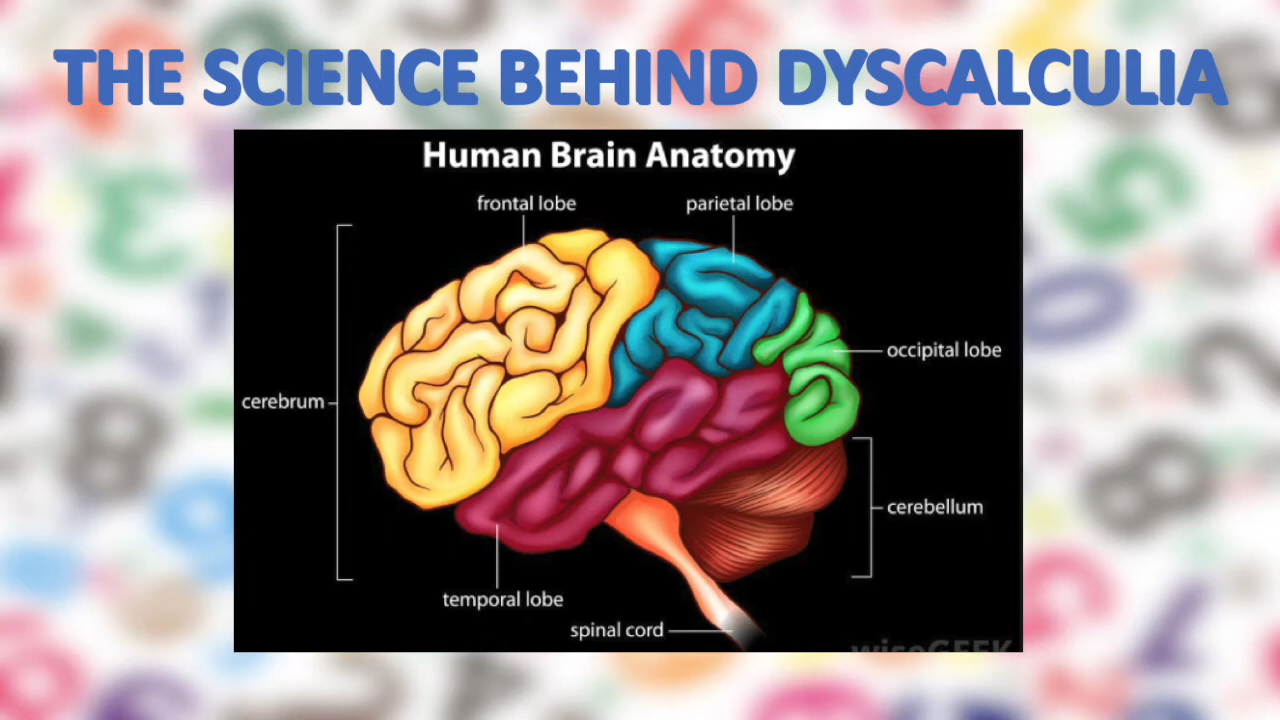 THE SCIENCE BEHIND DYSCALCULIA
Human Brain Anatomy
frontal lobe
parietal lobe
occipital lobe
cerebrum
cerebellum
temporal lobe
spinal cord
wiseGEEK